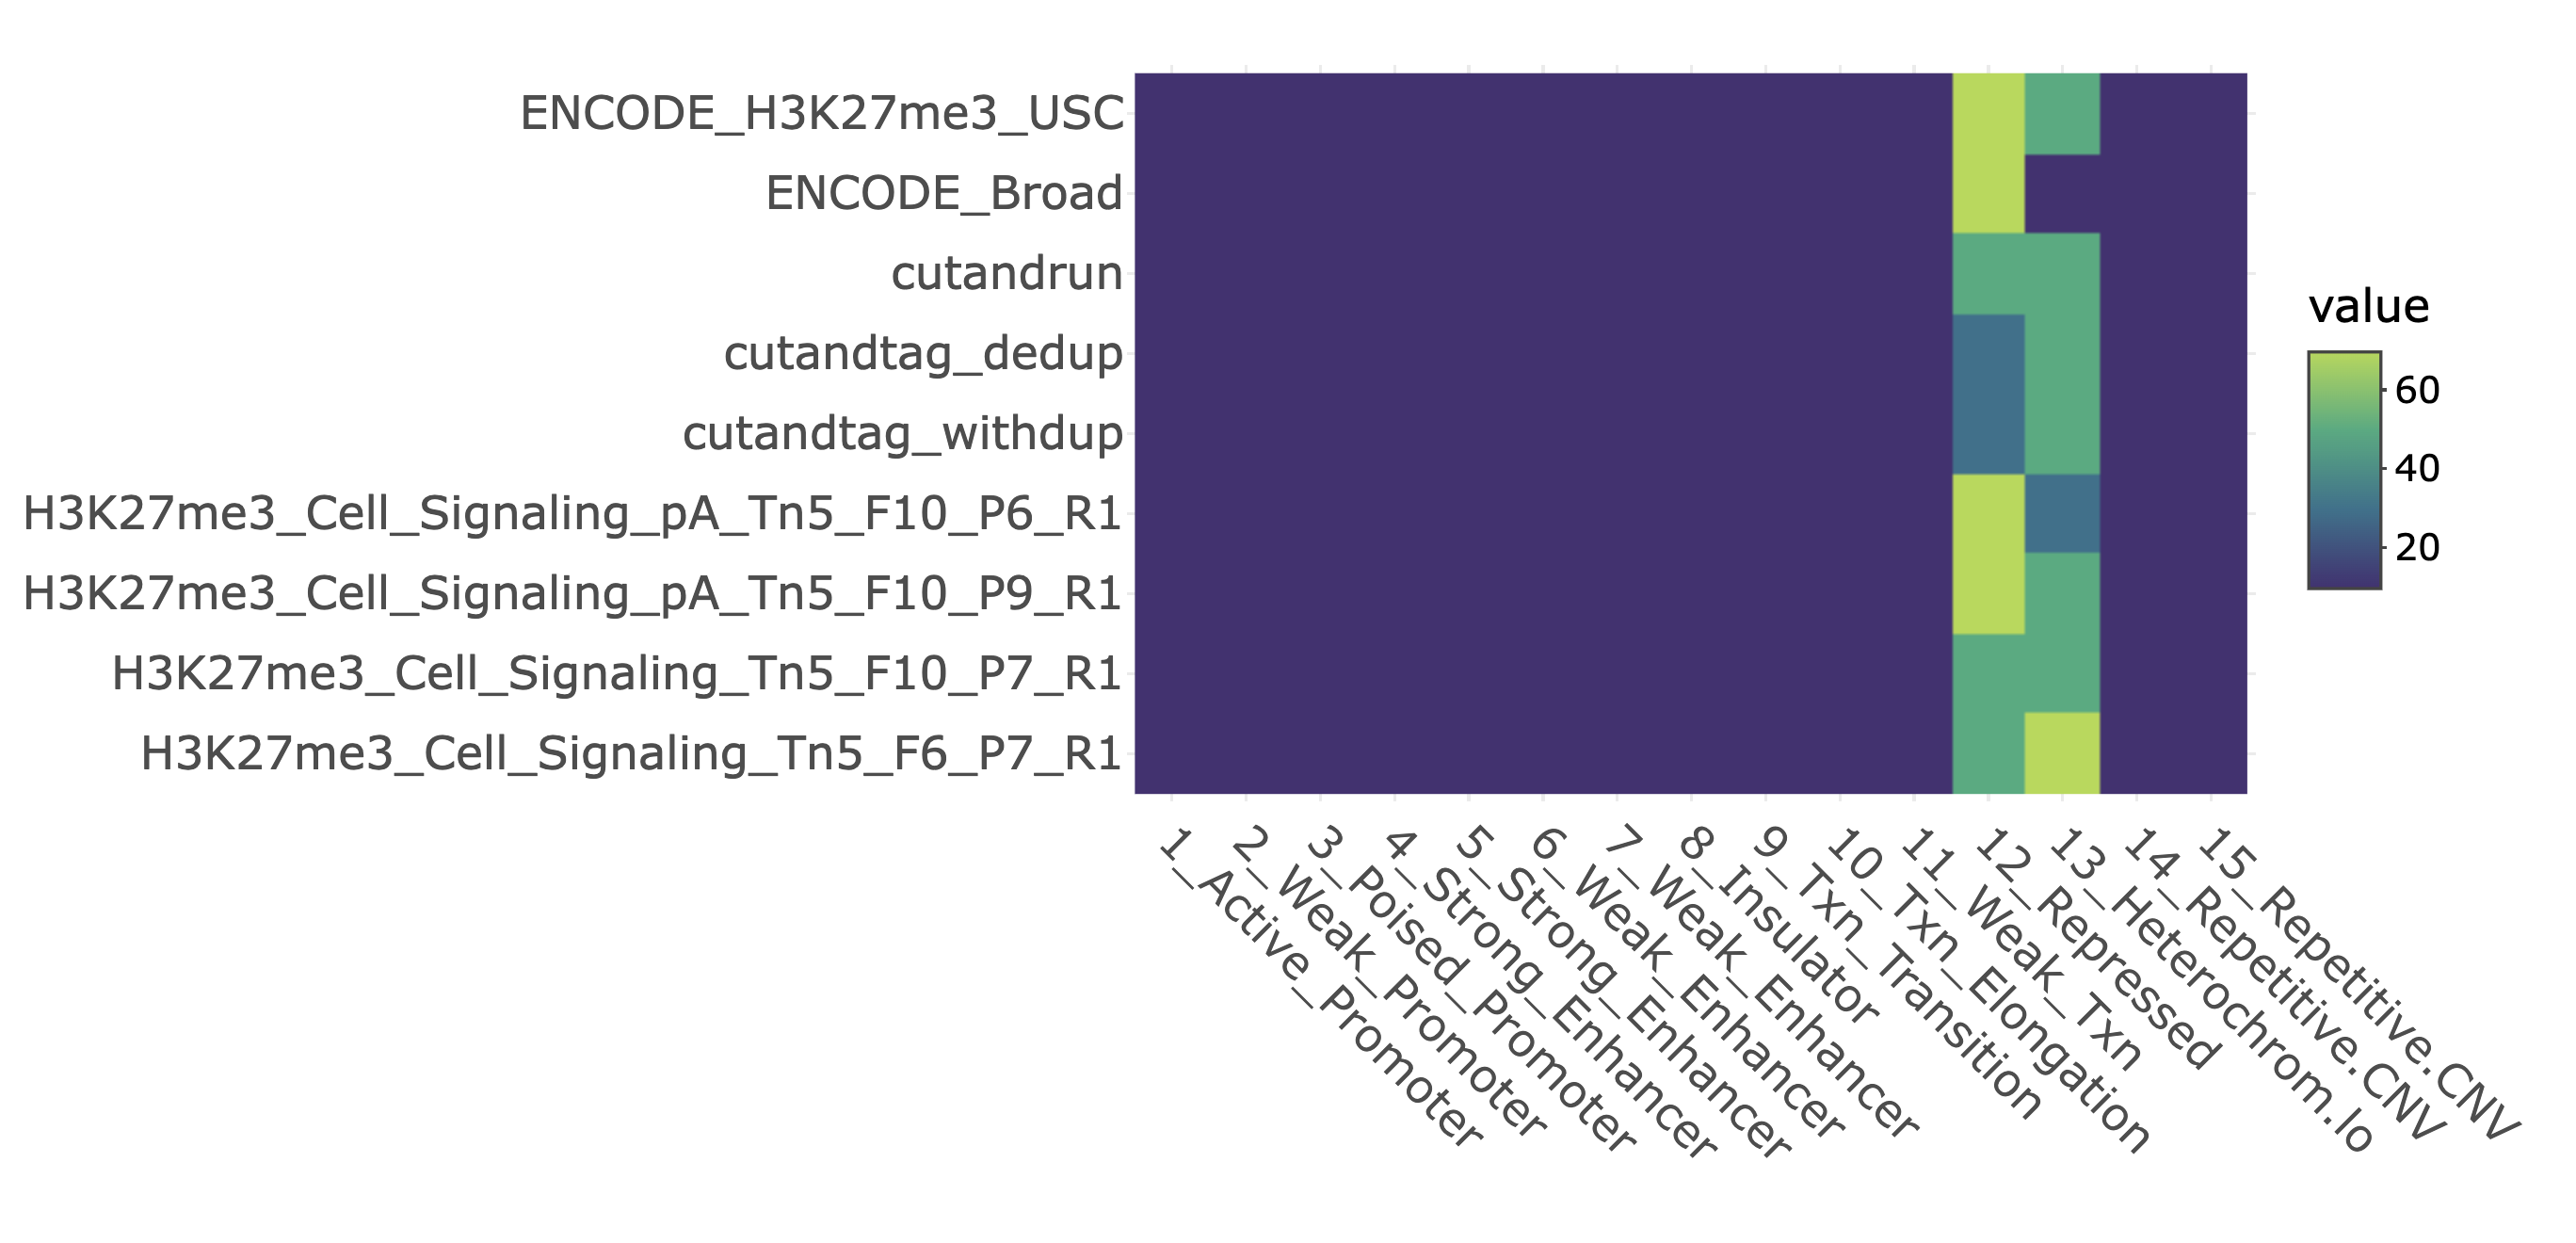 ENCODE_H3K27me3_USC
ENCODE_Broad
cutandrun
cutandtag_dedup
cutandtag_withdup
H3K27me3_Cell_Signaling_pA_Tn5_F10_P6_R1
H3K27me3_Cell_Signaling_pA_Tn5_F10_P9_R1
H3K27me3_Cell_Signaling_Tn5_F10_P7_R1
H3K27me3_Cell_Signaling_Tn5_F6_P7_R1
1_Active_Promoter
2_Weak_Promoter
3_Poised_Promoter
4_Strong_Enhancer
5_Strong_Enhancer
6_Weak_Enhancer
7_Weak_Enhancer
8_Insulator
9_Txn_Transition
10_Txn_Elongation
11_Weak_Txn
12_Repressed
13_Heterochrom.lo
14_Repetitive.CNV
15_Repetitive.CNV
value
60
40
20